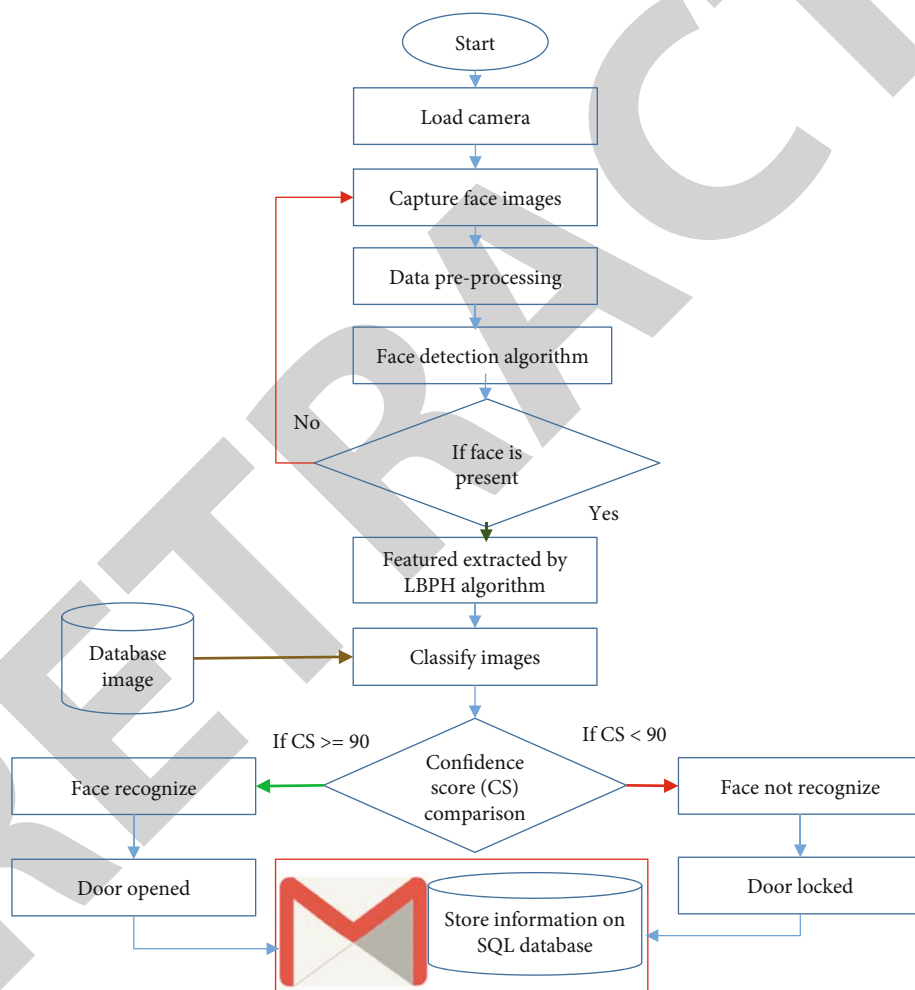 Start
Load camera
Capture face images
Data pre-processing
Face detection algorithm
No
If face is
present
Yes
Featured extracted by
LBPH algorithm
Database
image
Classify images
If CS >= 90
If CS < 90
Confidence
score (CS)
comparison
Face recognize
Face not recognize
Door opened
Door locked
Store information on
SQL database
RETRACT